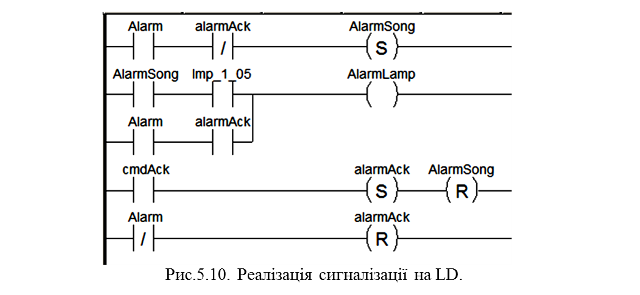 Alarm alarmAck AlarmSong
/ S
AlarmSong Imp_1_05 AlarmLamp
Alarm alarmAck
cmdAck alarmAck AlarmSong
S R
Alarm alarmAck
/ R
Рис.5.10. Реалізація сигналізації на LD.